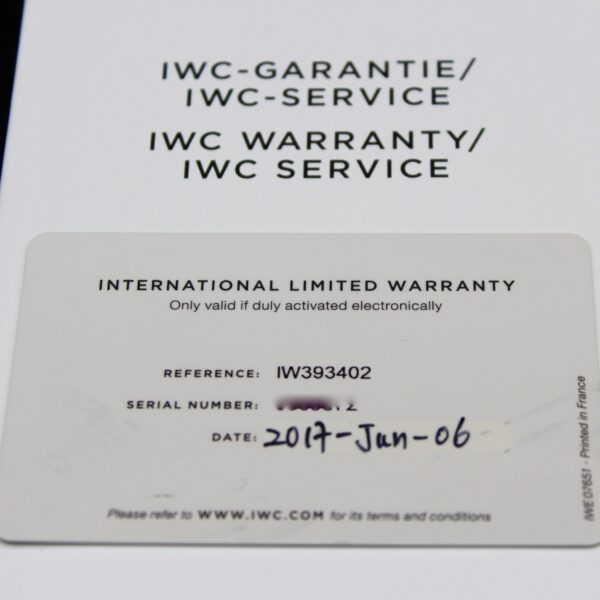 IWC-GARANTIE/
IWC-SERVICE
IWC WARRANTY/
IWC SERVICE
INTERNATIONAL LIMITED WARRANTY
Only valid if duly activated electronically
REFERENCE: IW393402
SERIAL NUMBER:
DATE: 2017-Jun-06
Please refer to WWW.IWC.COM for its terms and conditions
IWE 07651 · Printed in France